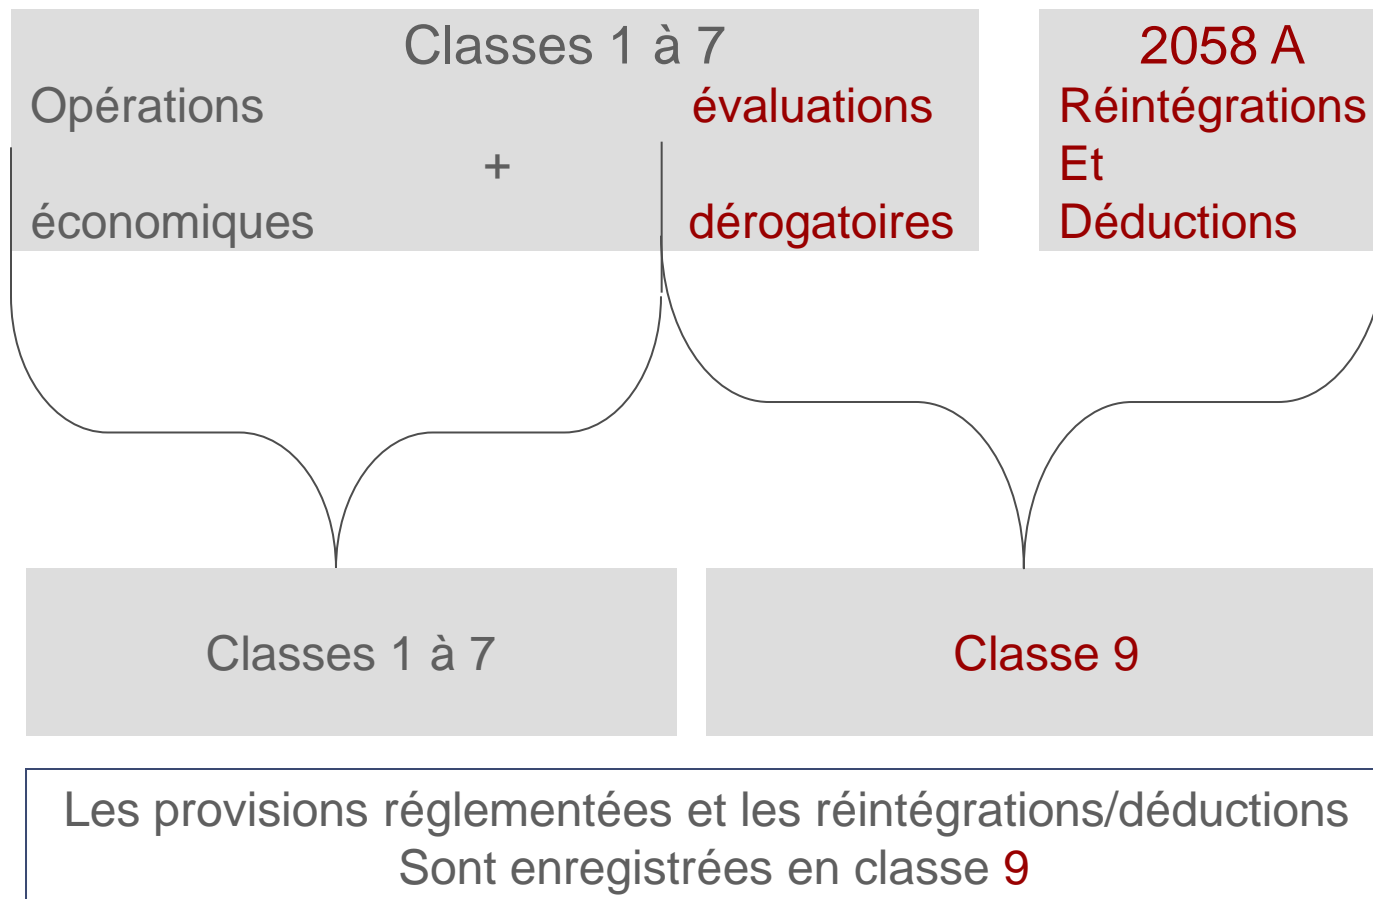 Classes 1 à 7
Opérations évaluations
+
économiques dérogatoires
2058 A
Réintégrations
Et
Déductions
Classes 1 à 7
Classe 9
Les provisions réglementées et les réintégrations/déductions
Sont enregistrées en classe 9